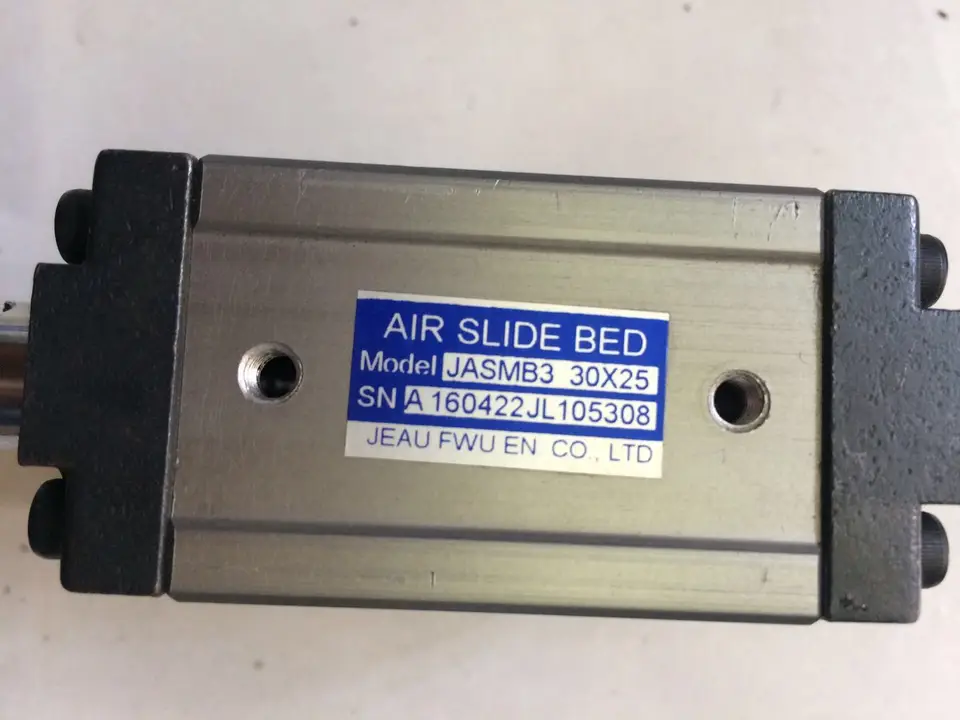 AIR SLIDE BED
Model JASMB3 30X25
SN A 160422JL105308
JEAU FWU EN CO., LTD